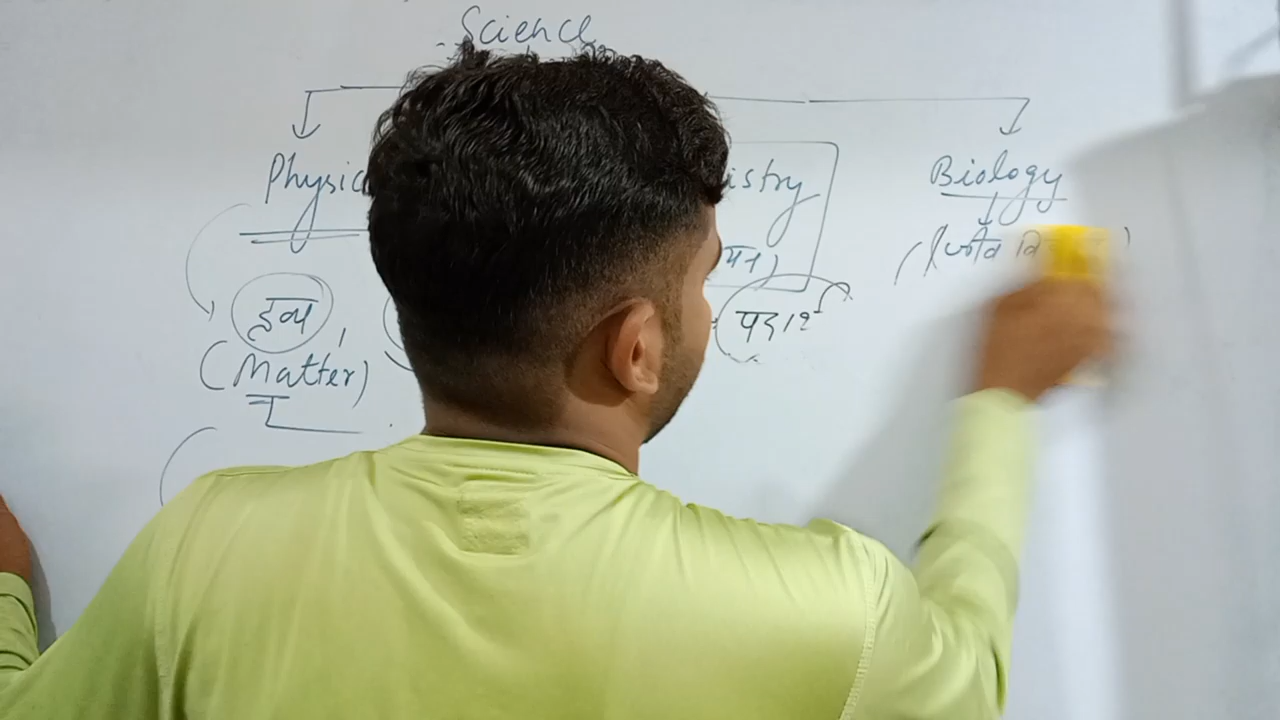 Science
Physic istry Biology
(जीव वि )
द्रव्य, पदार्थ
(Matter)